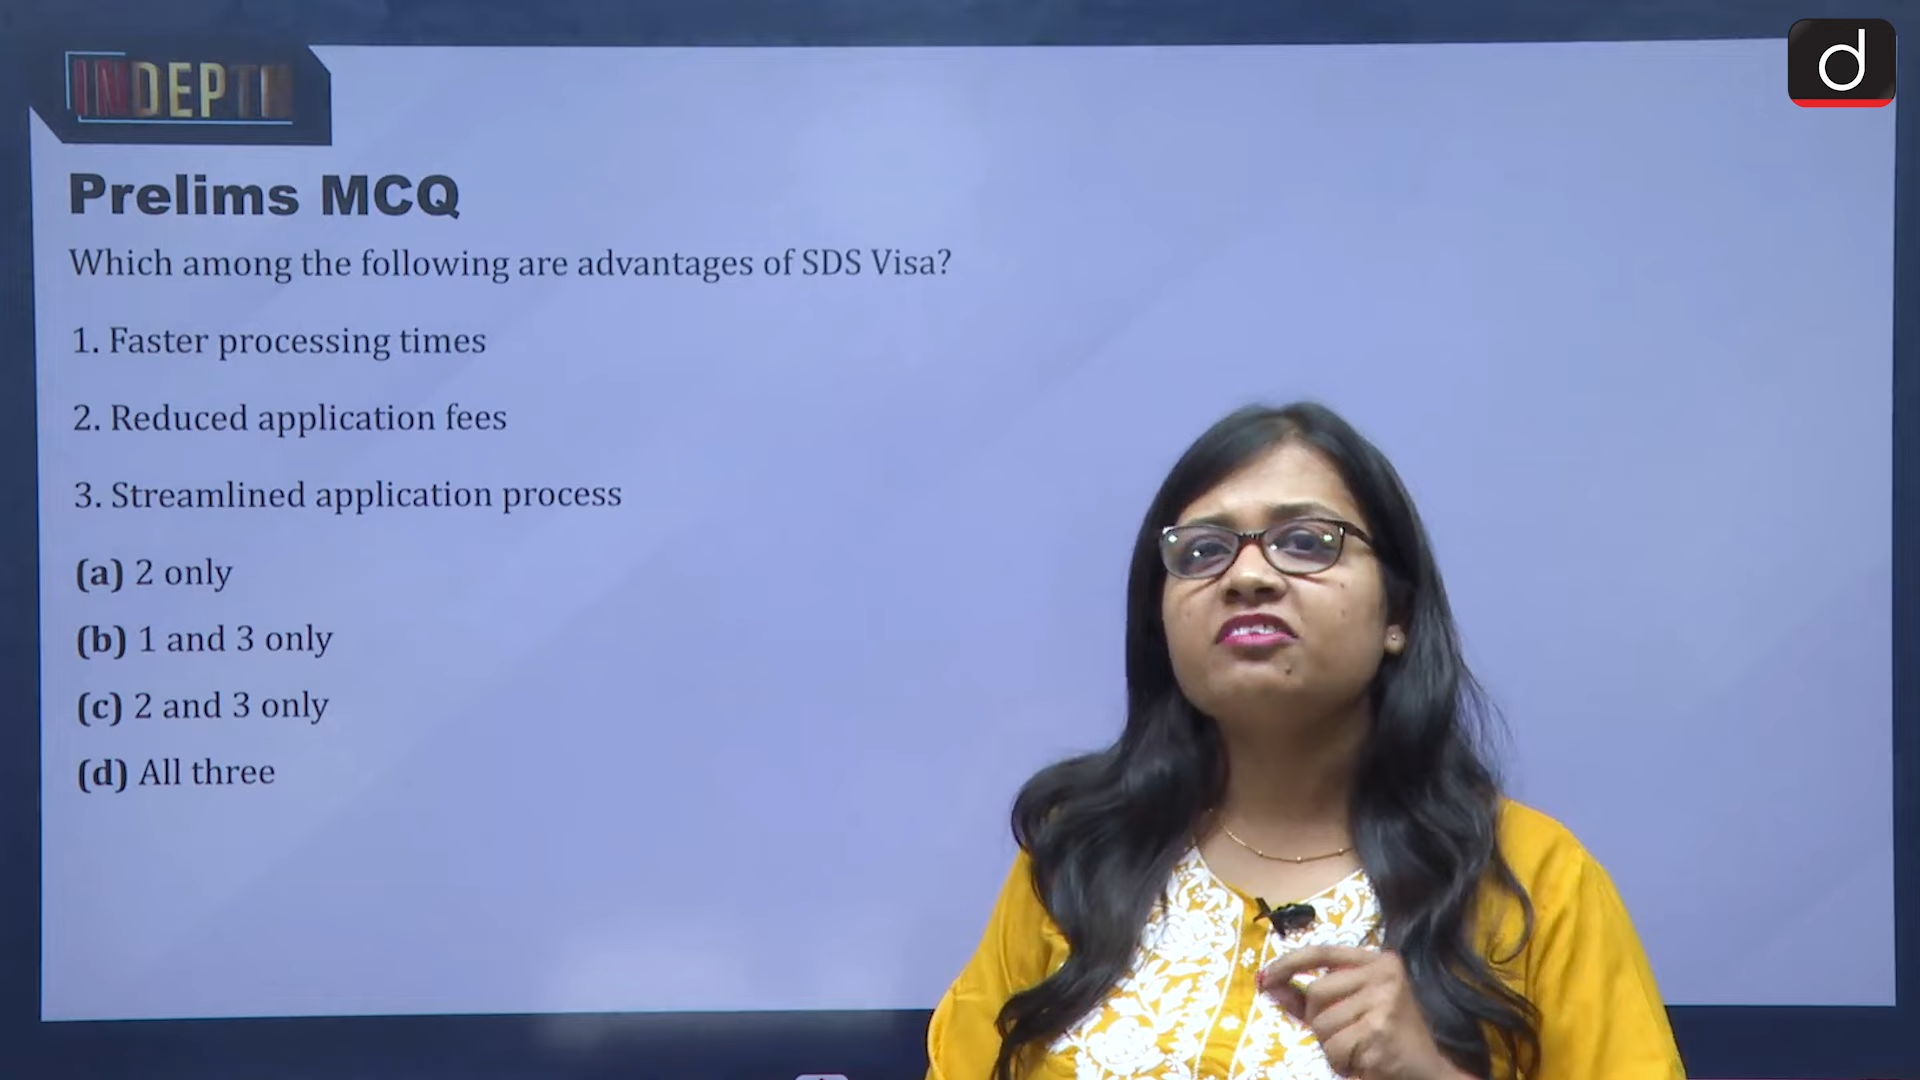 INDEPTH
d
Prelims MCQ
Which among the following are advantages of SDS Visa?
1. Faster processing times
2. Reduced application fees
3. Streamlined application process
(a) 2 only
(b) 1 and 3 only
(c) 2 and 3 only
(d) All three